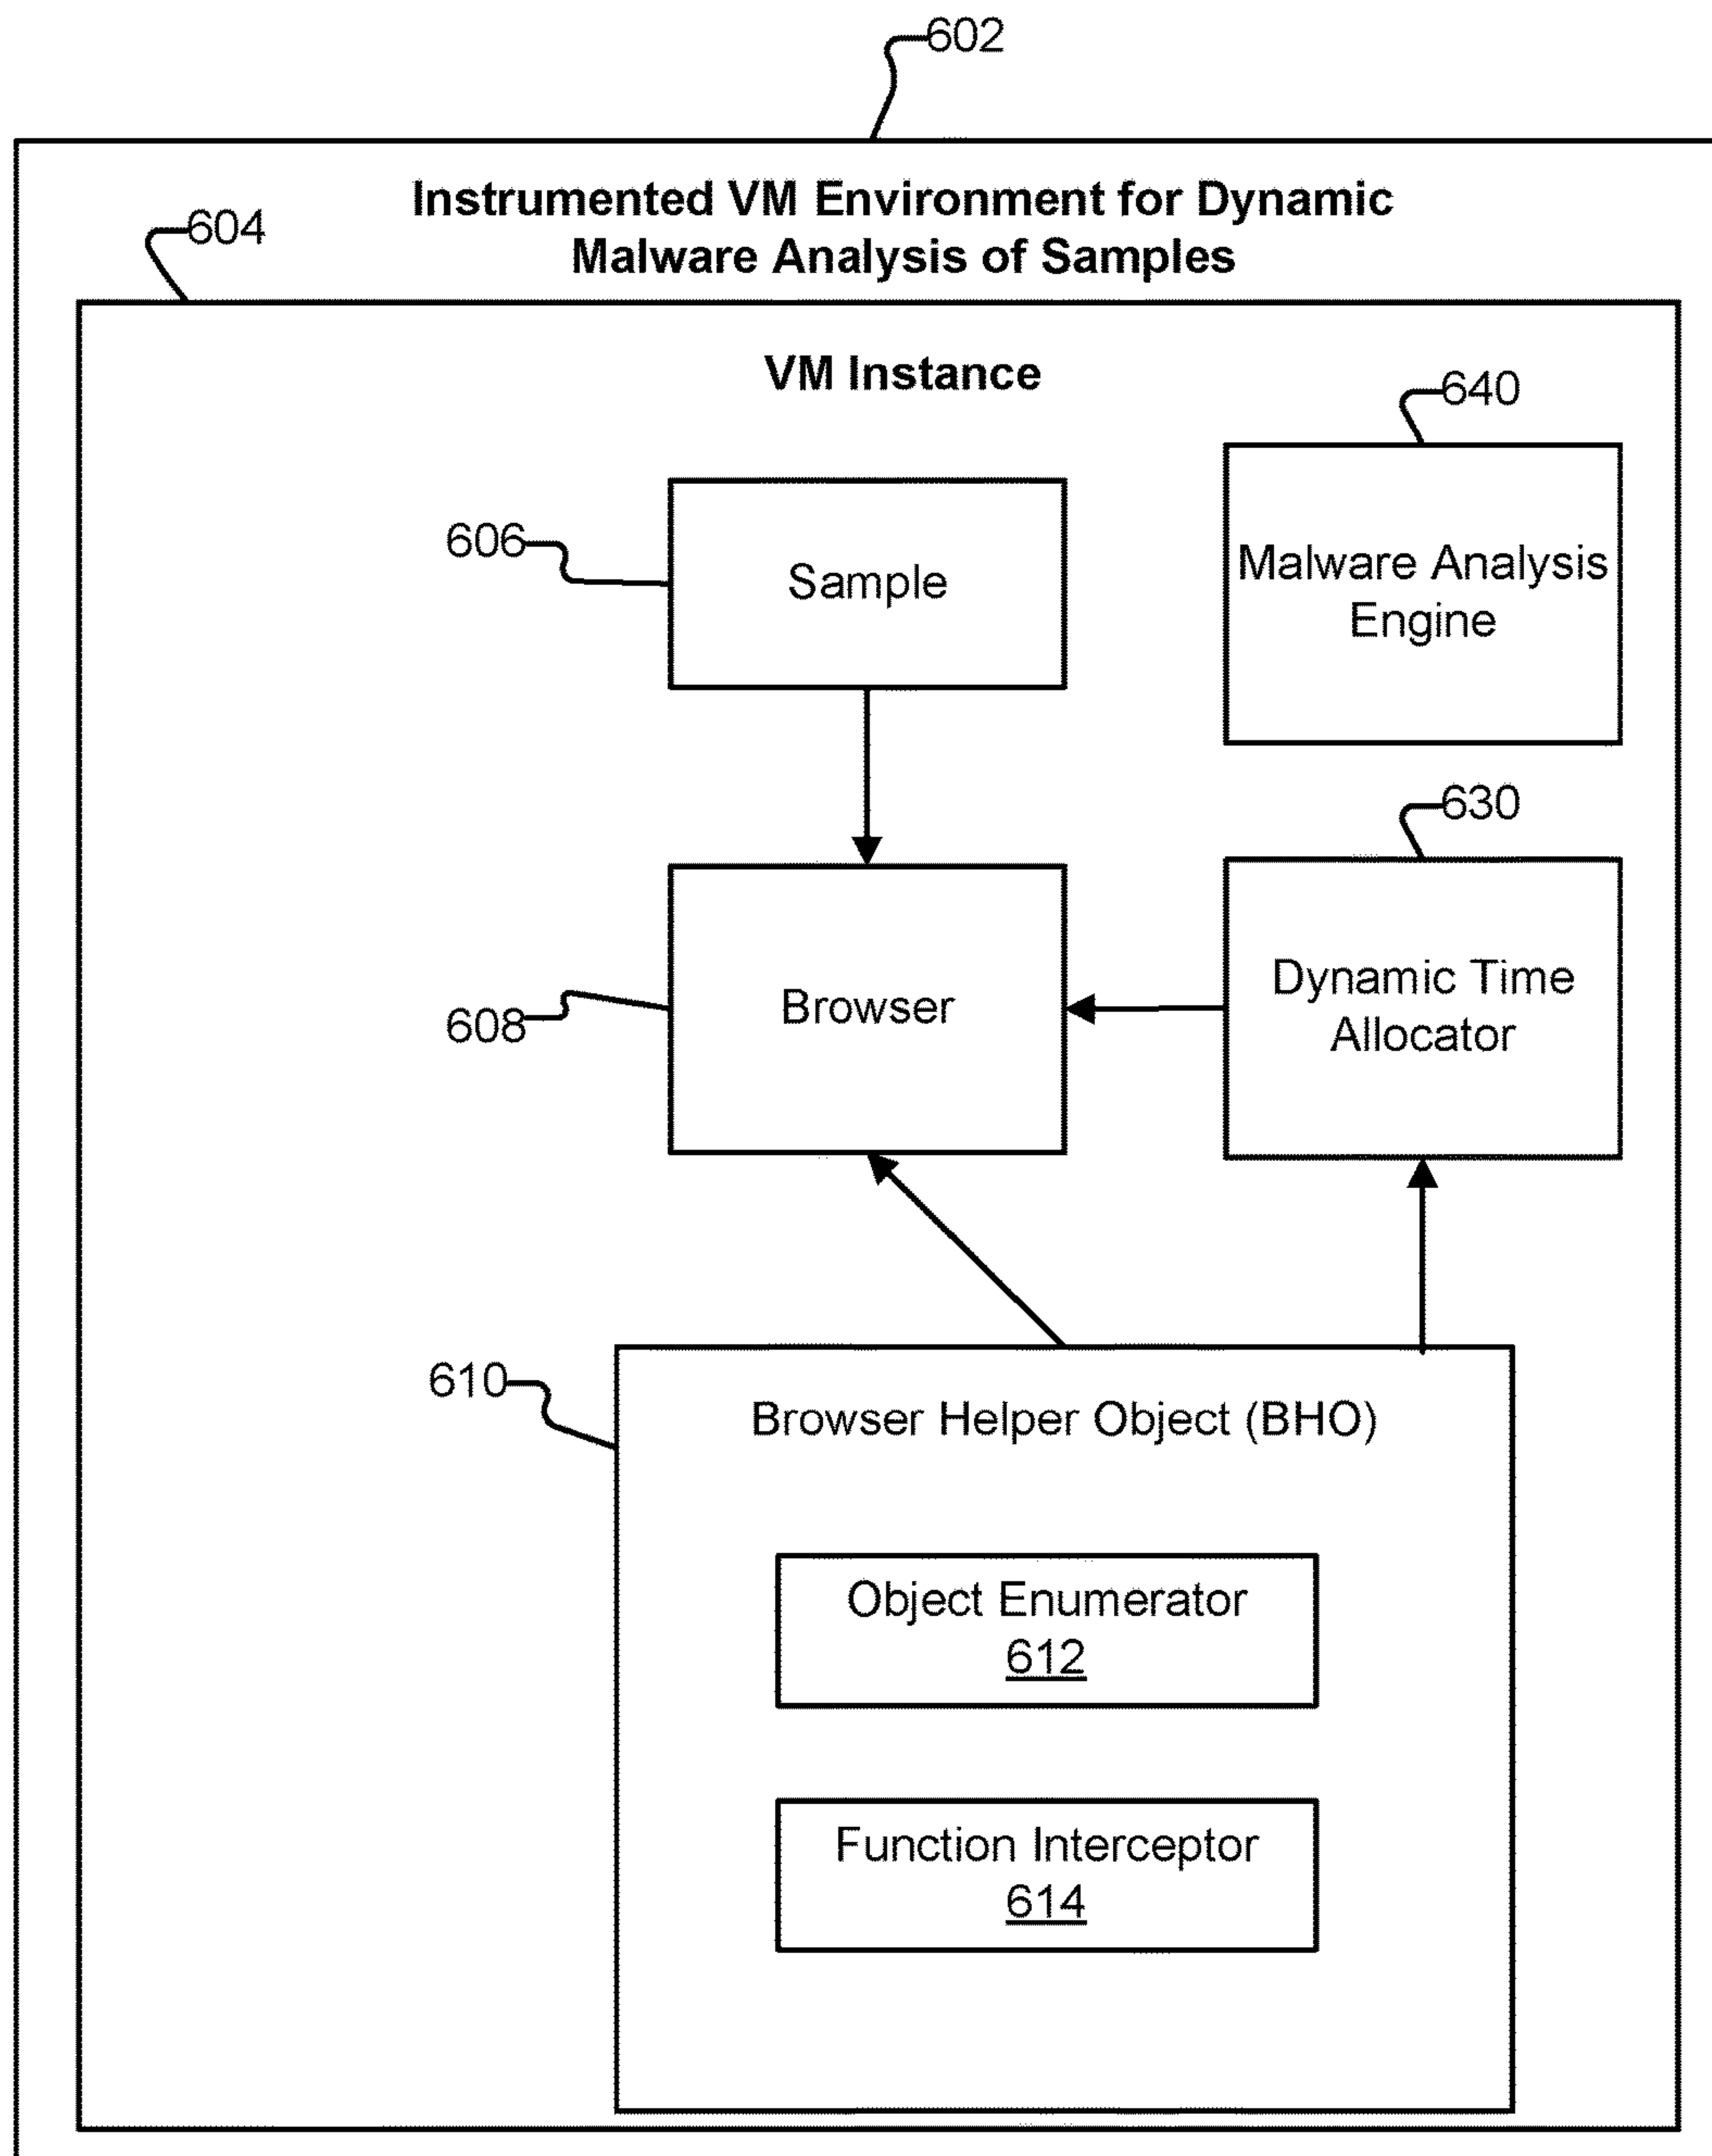 602
Instrumented VM Environment for Dynamic
Malware Analysis of Samples
604
VM Instance
640
Malware Analysis
Engine
606
Sample
630
Dynamic Time
Allocator
608
Browser
610
Browser Helper Object (BHO)
Object Enumerator
612
Function Interceptor
614